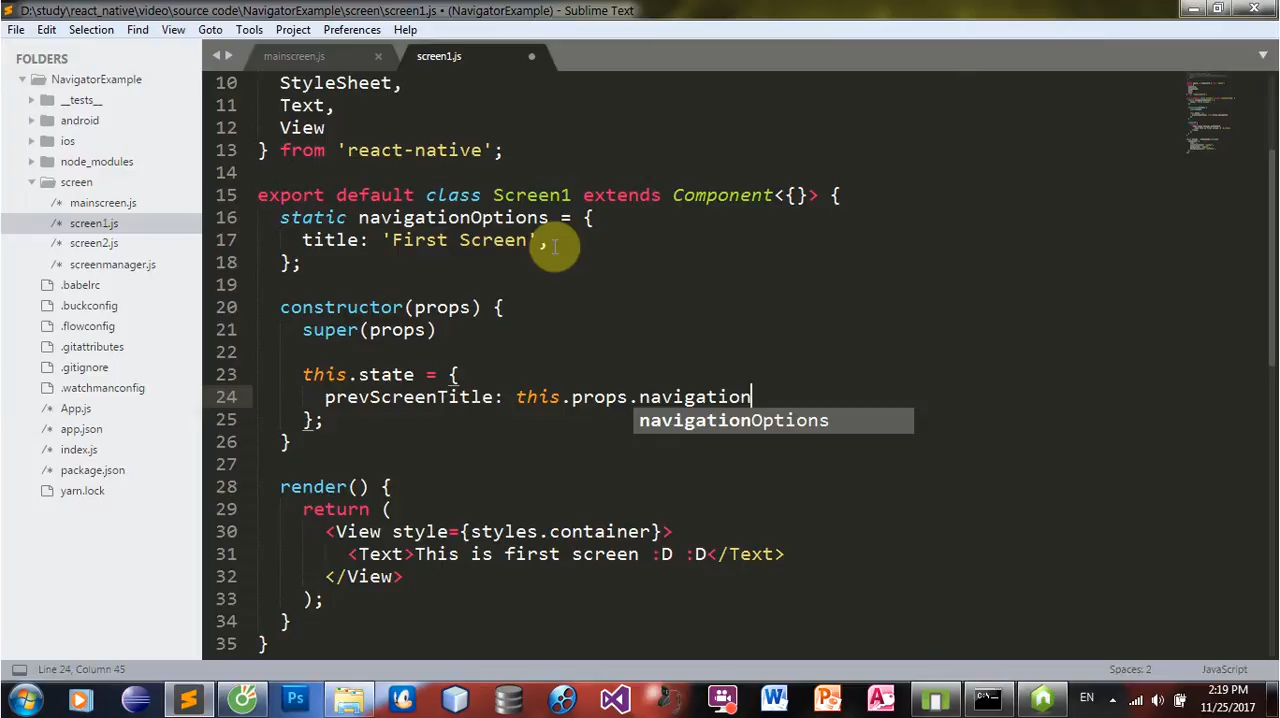 D:\study\react_native\video\source code\NavigatorExample\screen\screen1.js • (NavigatorExample) - Sublime Text
File Edit Selection Find View Goto Tools Project Preferences Help
FOLDERS
NavigatorExample
__tests__
android
ios
node_modules
screen
/* mainscreen.js
/* screen1.js
/* screen2.js
/* screenmanager.js
.babelrc
.buckconfig
.flowconfig
.gitattributes
.gitignore
/* .watchmanconfig
/* App.js
/* app.json
/* index.js
/* package.json
yarn.lock
mainscreen.js × screen1.js
10 StyleSheet,
11 Text,
12 View
13 } from 'react-native';
14
15 export default class Screen1 extends Component<{}> {
16 static navigationOptions = {
17 title: 'First Screen',
18 };
19
20 constructor(props) {
21 super(props)
22
23 this.state = {
24 prevScreenTitle: this.props.navigation
navigationOptions
25 };
26 }
27
28 render() {
29 return (
30 <View style={styles.container}>
31 <Text>This is first screen :D :D</Text>
32 </View>
33 );
34 }
35 }
Line 24, Column 45 Spaces: 2 JavaScript
Ps
EN
2:19 PM
11/25/2017